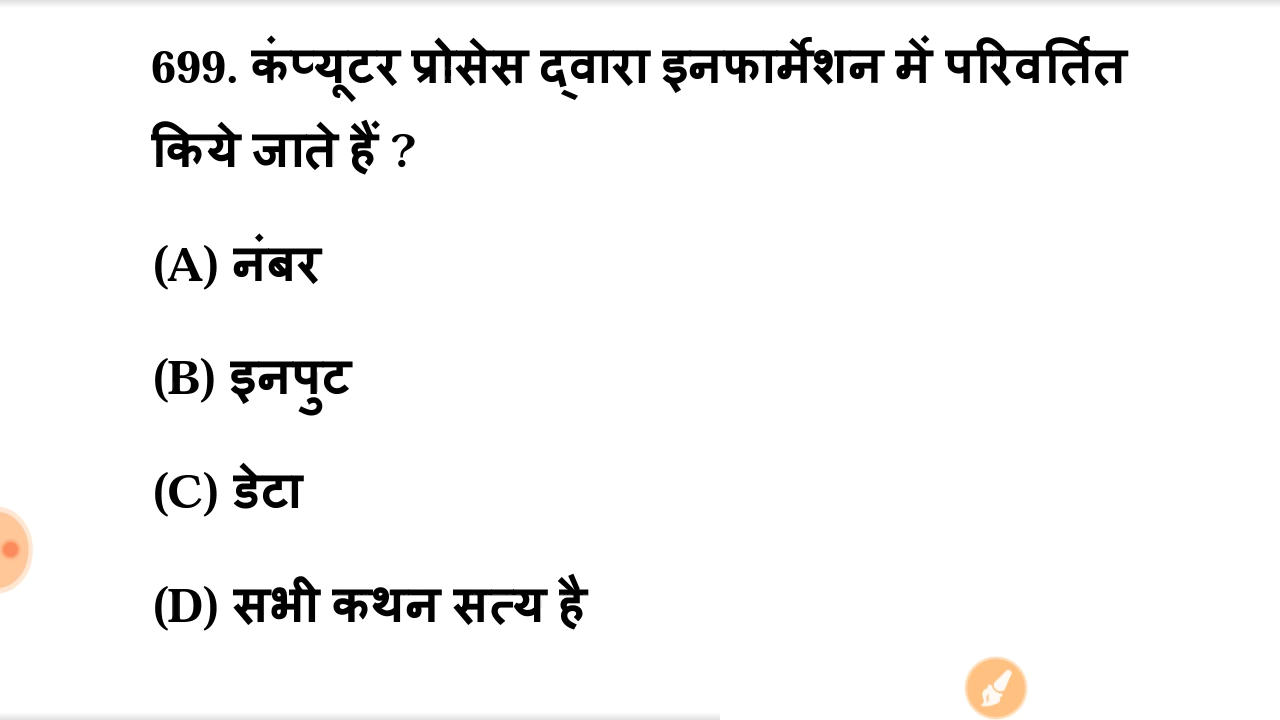 699. कंप्यूटर प्रोसेस द्‌वारा इनफार्मेशन में परिवर्तित
किये जाते हैं ?
(A) नंबर
(B) इनपुट
(C) डेटा
(D) सभी कथन सत्य है